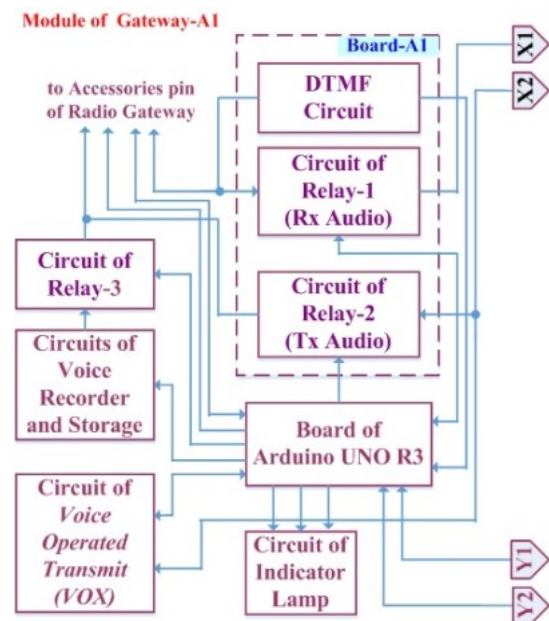 Module of Gateway-A1
Board-A1
X1
X2
to Accessories pin
of Radio Gateway
DTMF
Circuit
Circuit of
Relay-1
(Rx Audio)
Circuit of
Relay-3
Circuit of
Relay-2
(Tx Audio)
Circuits of
Voice
Recorder
and Storage
Board of
Arduino UNO R3
Circuit of
Voice
Operated
Transmit
(VOX)
Circuit of
Indicator
Lamp
Y1
Y2